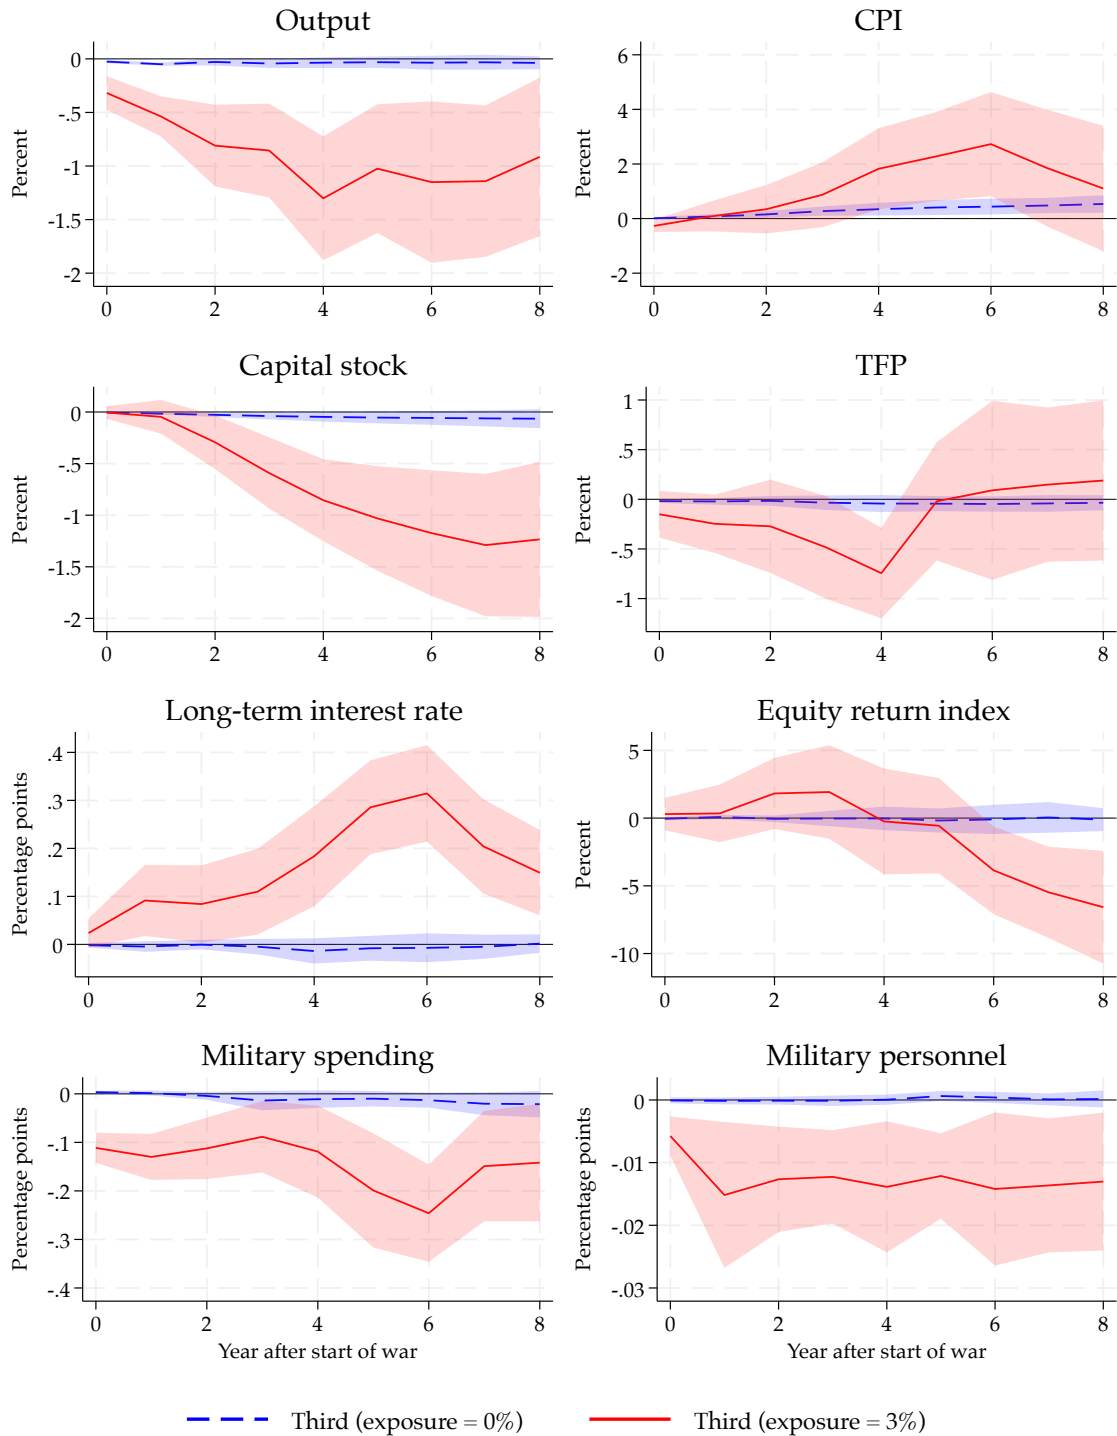 Output
Percent
0
-.5
-1
-1.5
-2
0 2 4 6 8
CPI
Percent
6
4
2
0
-2
0 2 4 6 8
Capital stock
Percent
0
-.5
-1
-1.5
-2
0 2 4 6 8
TFP
1
.5
0
-.5
-1
0 2 4 6 8
Long-term interest rate
Percentage points
.4
.3
.2
.1
0
0 2 4 6 8
Equity return index
Percent
5
0
-5
-10
0 2 4 6 8
Military spending
Percentage points
0
-.1
-.2
-.3
-.4
0 2 4 6 8
Year after start of war
Military personnel
Percentage points
0
-.01
-.02
-.03
0 2 4 6 8
Year after start of war
Third (exposure = 0%) Third (exposure = 3%)